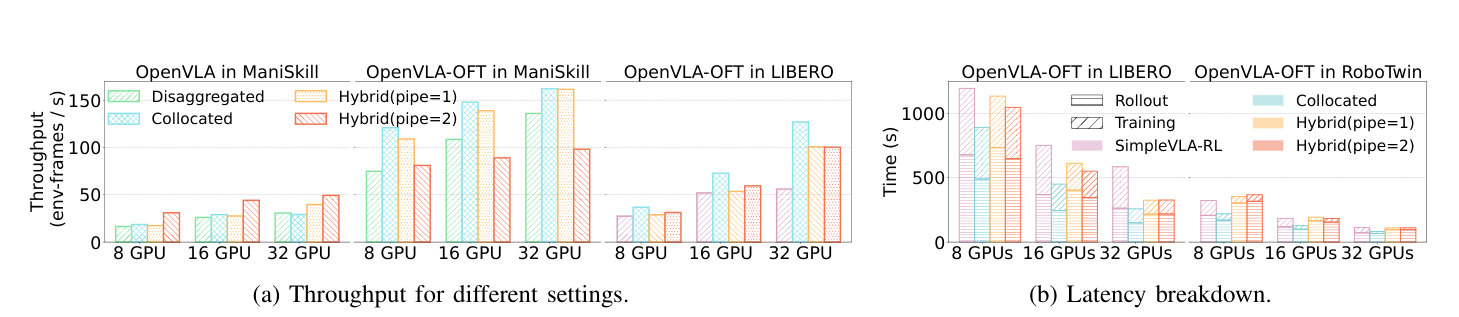 OpenVLA in ManiSkill
OpenVLA-OFT in ManiSkill
OpenVLA-OFT in LIBERO
Throughput
(env-frames / s)
150
100
50
0
Disaggregated
Collocated
Hybrid(pipe=1)
Hybrid(pipe=2)
8 GPU 16 GPU 32 GPU
8 GPU 16 GPU 32 GPU
8 GPU 16 GPU 32 GPU
(a) Throughput for different settings.
OpenVLA-OFT in LIBERO
OpenVLA-OFT in RoboTwin
Time (s)
1000
500
0
Rollout
Training
SimpleVLA-RL
Collocated
Hybrid(pipe=1)
Hybrid(pipe=2)
8 GPUs 16 GPUs 32 GPUs
8 GPUs 16 GPUs 32 GPUs
(b) Latency breakdown.